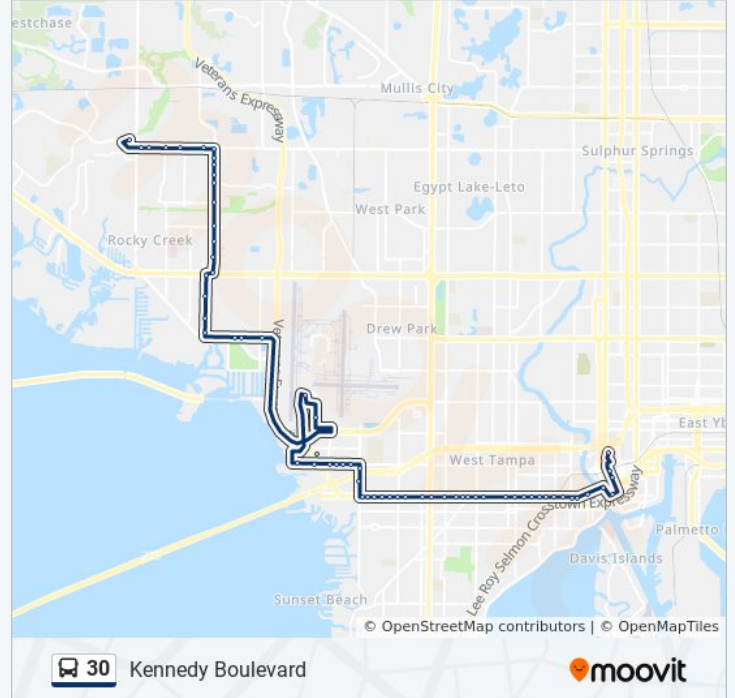 estchase
Veterans Expressway
Mullis City
Sulphur Springs
Egypt Lake-Leto
West Park
Rocky Creek
Drew Park
East Yb
West Tampa
Lee Roy Selmon Crosstown Expressway
Palmetto
Davis Islands
Sunset Beach
© OpenStreetMap contributors | © OpenMapTiles
30 Kennedy Boulevard
moovit